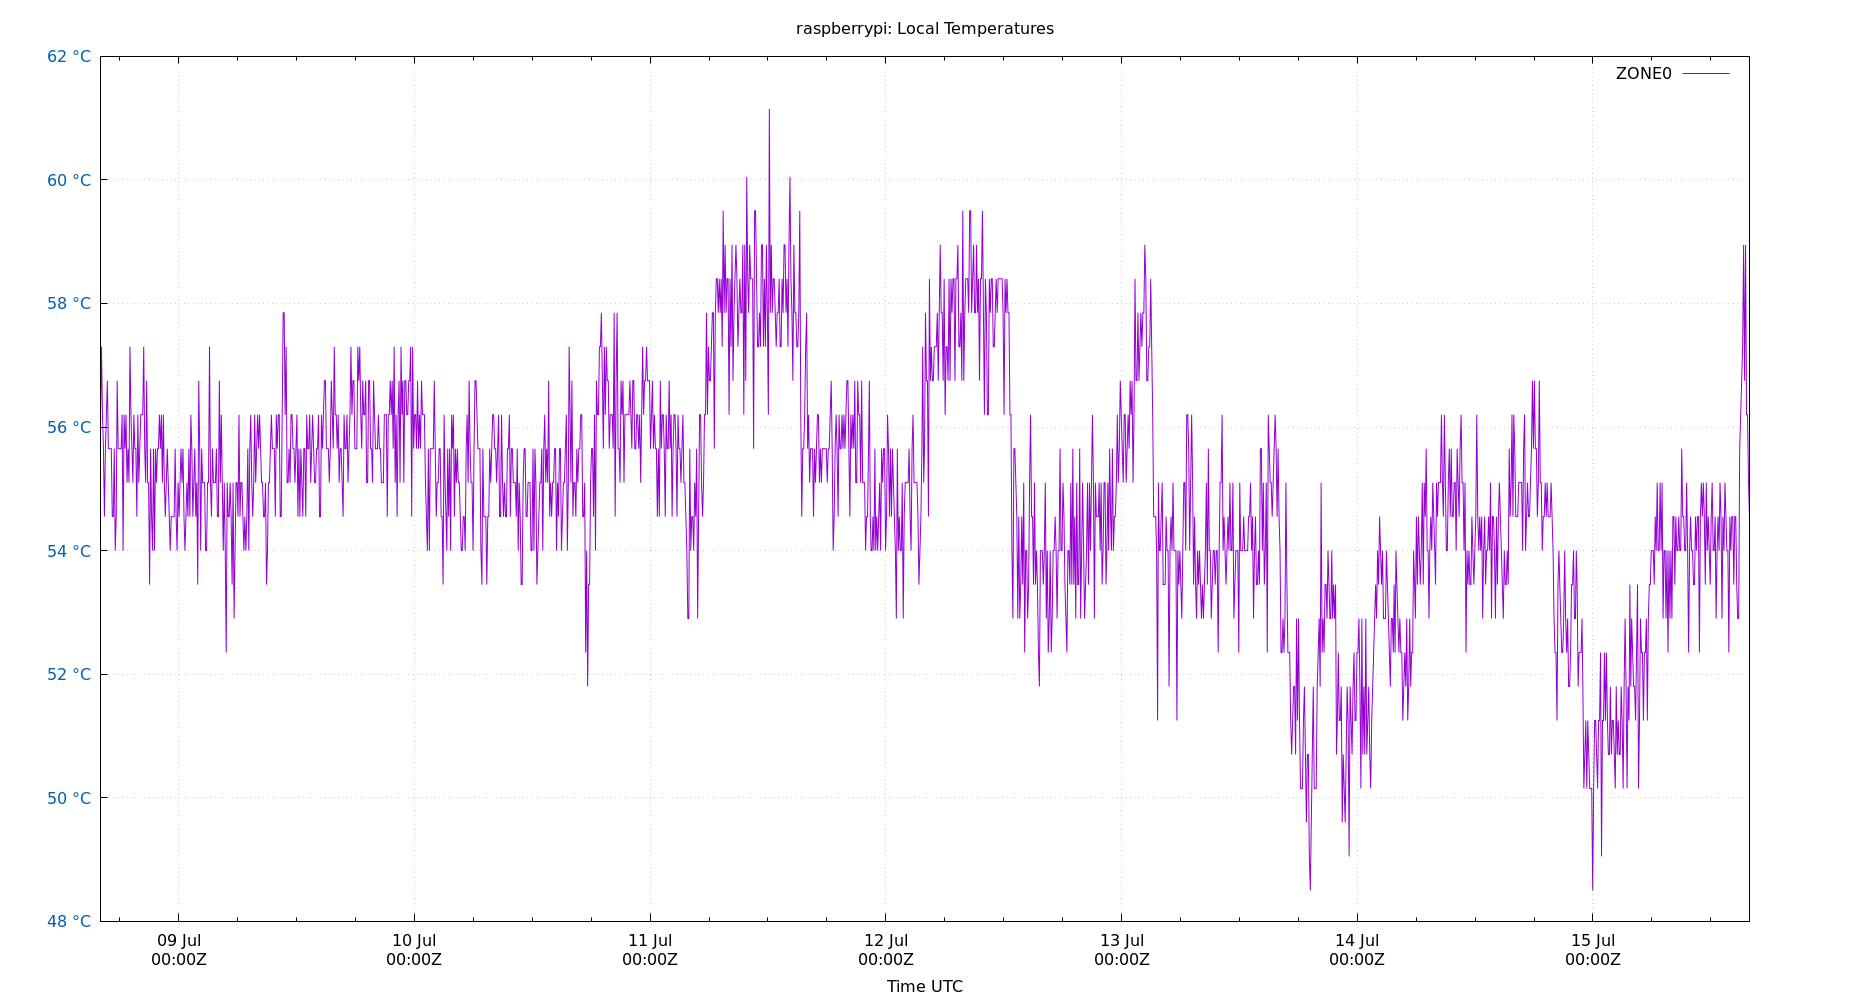 raspberrypi: Local Temperatures
62 °C
ZONE0
60 °C
58 °C
56 °C
54 °C
52 °C
50 °C
48 °C
09 Jul 10 Jul 11 Jul 12 Jul 13 Jul 14 Jul 15 Jul
00:00Z 00:00Z 00:00Z 00:00Z 00:00Z 00:00Z 00:00Z
Time UTC